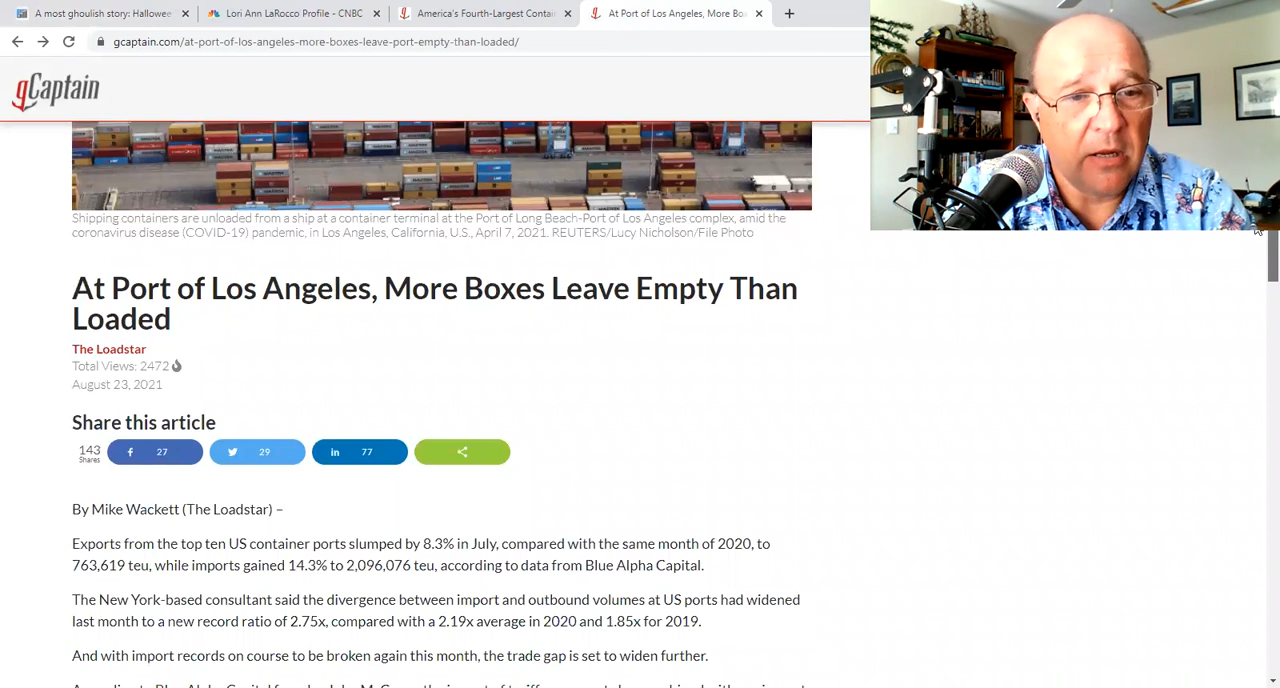 A most ghoulish story: Hallowee
Lori Ann LaRocco Profile - CNBC
America's Fourth-Largest Contain
At Port of Los Angeles, More Box
gcaptain.com/at-port-of-los-angeles-more-boxes-leave-port-empty-than-loaded/
gCaptain
Shipping containers are unloaded from a ship at a container terminal at the Port of Long Beach-Port of Los Angeles complex, amid the
coronavirus disease (COVID-19) pandemic, in Los Angeles, California, U.S., April 7, 2021. REUTERS/Lucy Nicholson/File Photo
At Port of Los Angeles, More Boxes Leave Empty Than
Loaded
The Loadstar
Total Views: 2472
August 23, 2021
Share this article
143
Shares
27
29
in 77
By Mike Wackett (The Loadstar) –
Exports from the top ten US container ports slumped by 8.3% in July, compared with the same month of 2020, to
763,619 teu, while imports gained 14.3% to 2,096,076 teu, according to data from Blue Alpha Capital.
The New York-based consultant said the divergence between import and outbound volumes at US ports had widened
last month to a new record ratio of 2.75x, compared with a 2.19x average in 2020 and 1.85x for 2019.
And with import records on course to be broken again this month, the trade gap is set to widen further.